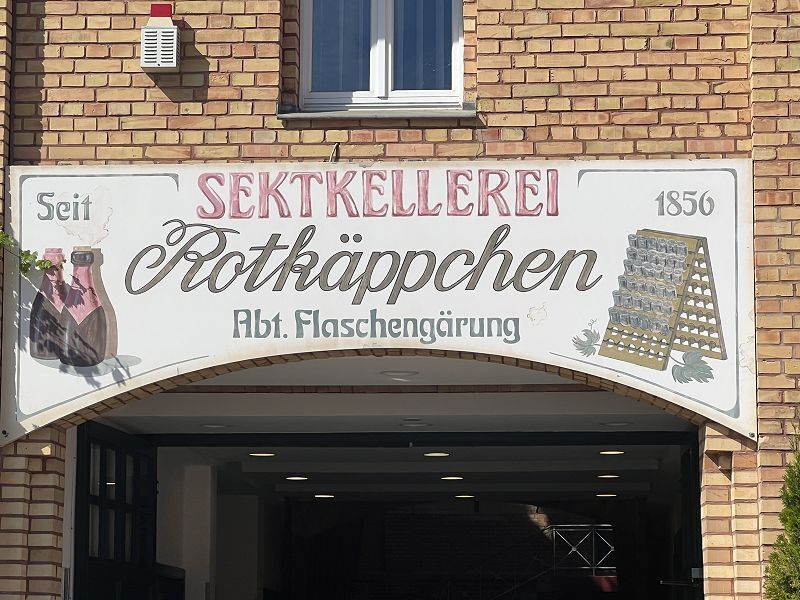 Seit
SEKTKELLEREI
1856
Rotkäppchen
Abt. Flaschengärung